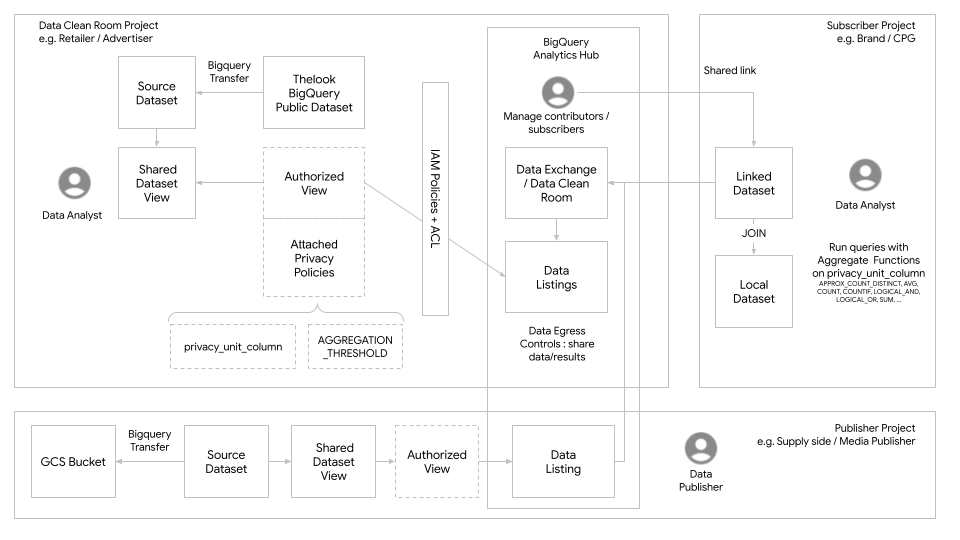 Data Clean Room Project
e.g. Retailer / Advertiser
Source
Dataset
Bigquery
Transfer
Thelook
BigQuery
Public Dataset
Data Analyst
Shared
Dataset
View
Authorized
View
Attached
Privacy
Policies
privacy_unit_column
AGGREGATION
_THRESHOLD
IAM Policies + ACL
BigQuery
Analytics Hub
Manage contributors /
subscribers
Data Exchange
/ Data Clean
Room
Data
Listings
Data Egress
Controls : share
data/results
Subscriber Project
e.g. Brand / CPG
Shared link
Linked
Dataset
JOIN
Local
Dataset
Data Analyst
Run queries with
Aggregate Functions
on privacy_unit_column
APPROX_COUNT_DISTINCT, AVG,
COUNT, COUNTIF, LOGICAL_AND,
LOGICAL_OR, SUM, ...
Publisher Project
e.g. Supply side / Media Publisher
GCS Bucket
Bigquery
Transfer
Source
Dataset
Shared
Dataset
View
Authorized
View
Data
Listing
Data
Publisher